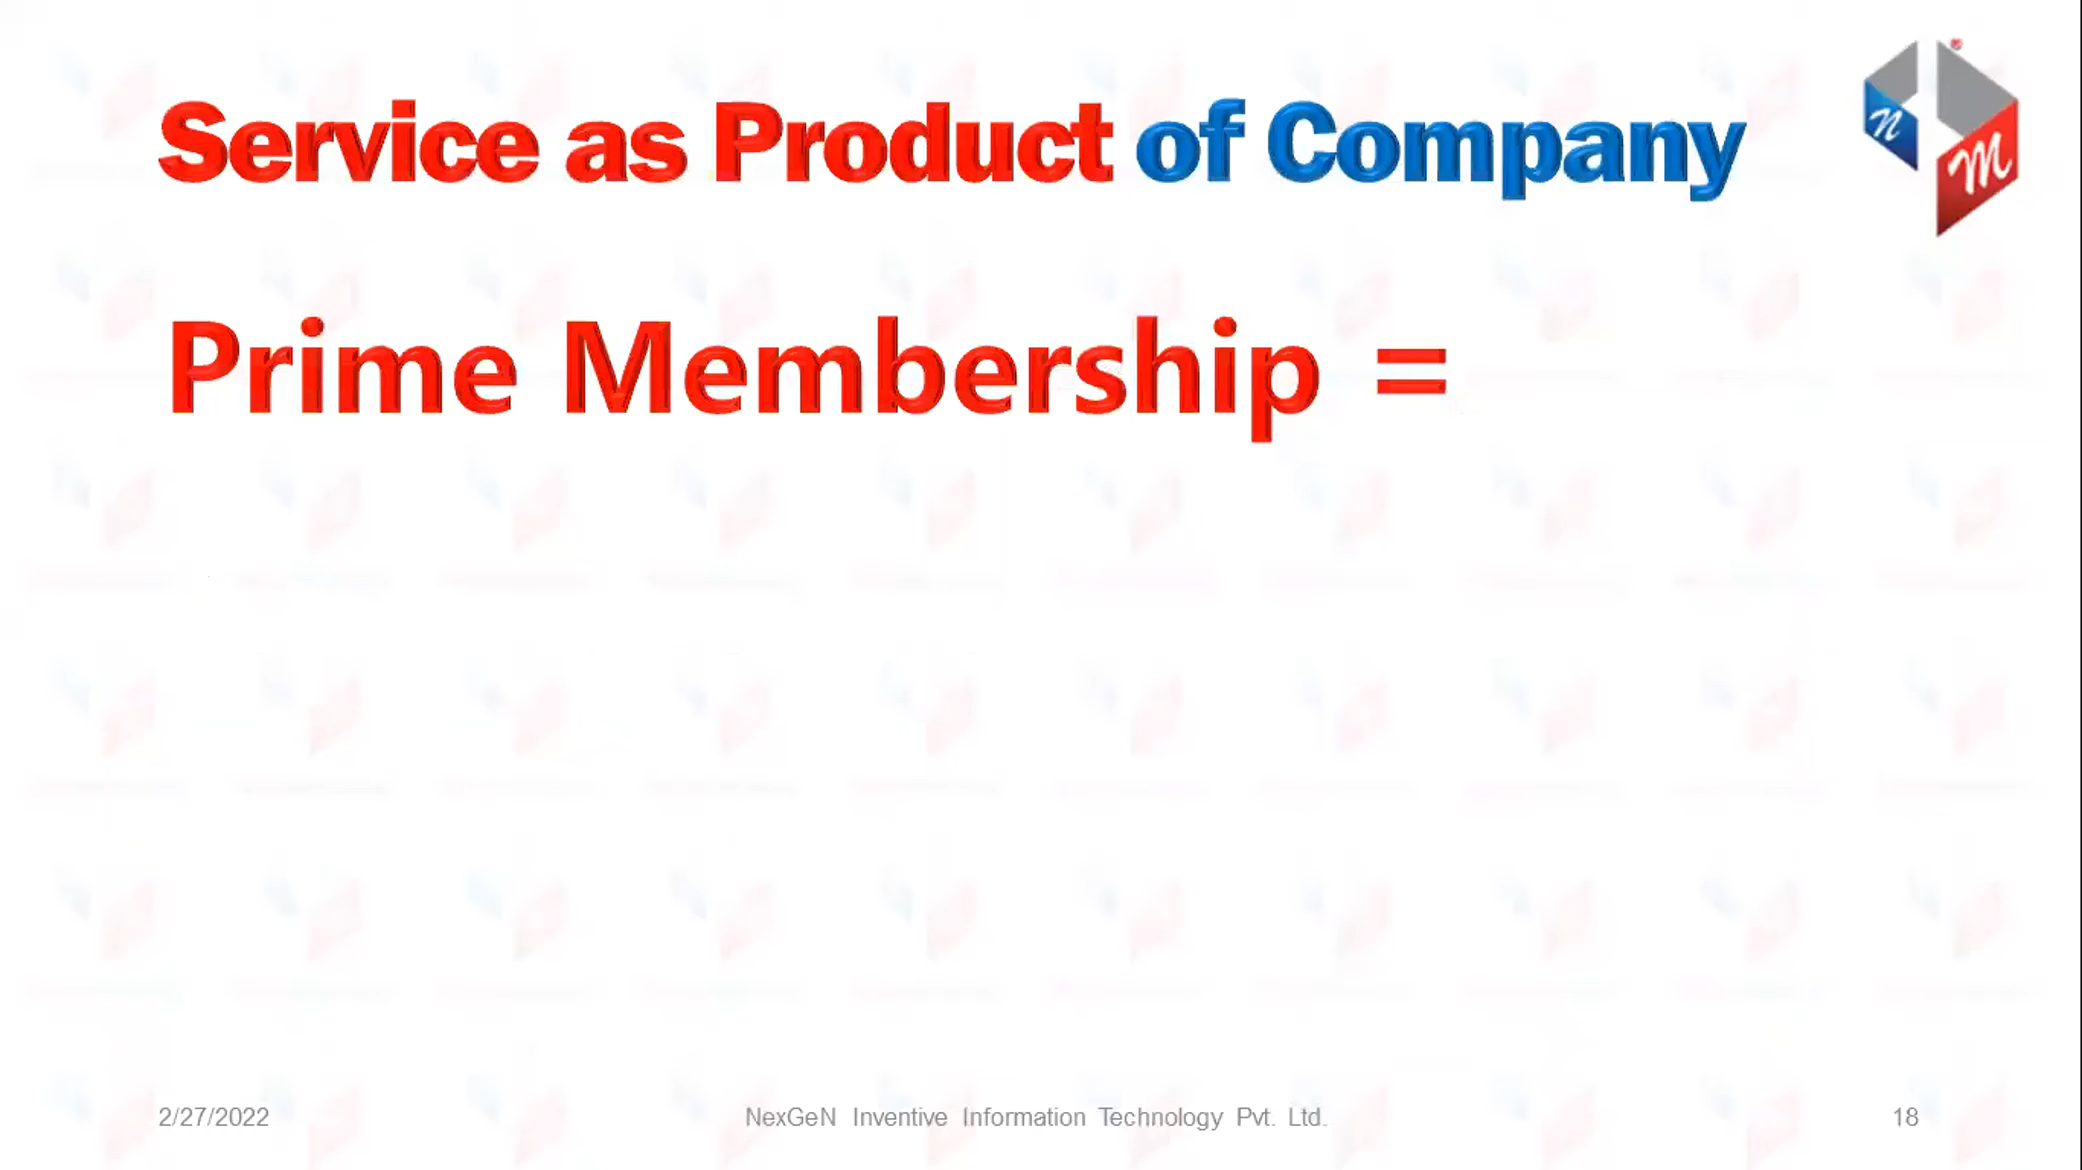 Service as Product of Company
n
m
Prime Membership =
2/27/2022
NexGeN Inventive Information Technology Pvt. Ltd.
18